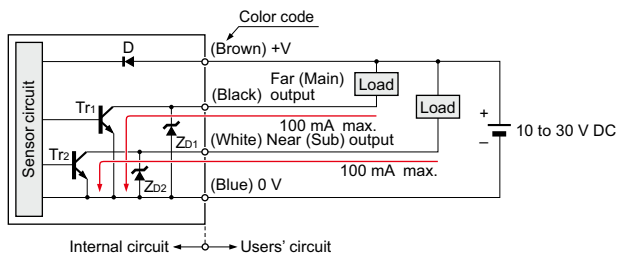 Color code
D
(Brown) +V
Sensor circuit
Far (Main)
(Black) output
Load
Load
Tr1
100 mA max.
ZD1
+
10 to 30 V DC
–
(White) Near (Sub) output
Tr2
100 mA max.
ZD2
(Blue) 0 V
Internal circuit
Users' circuit